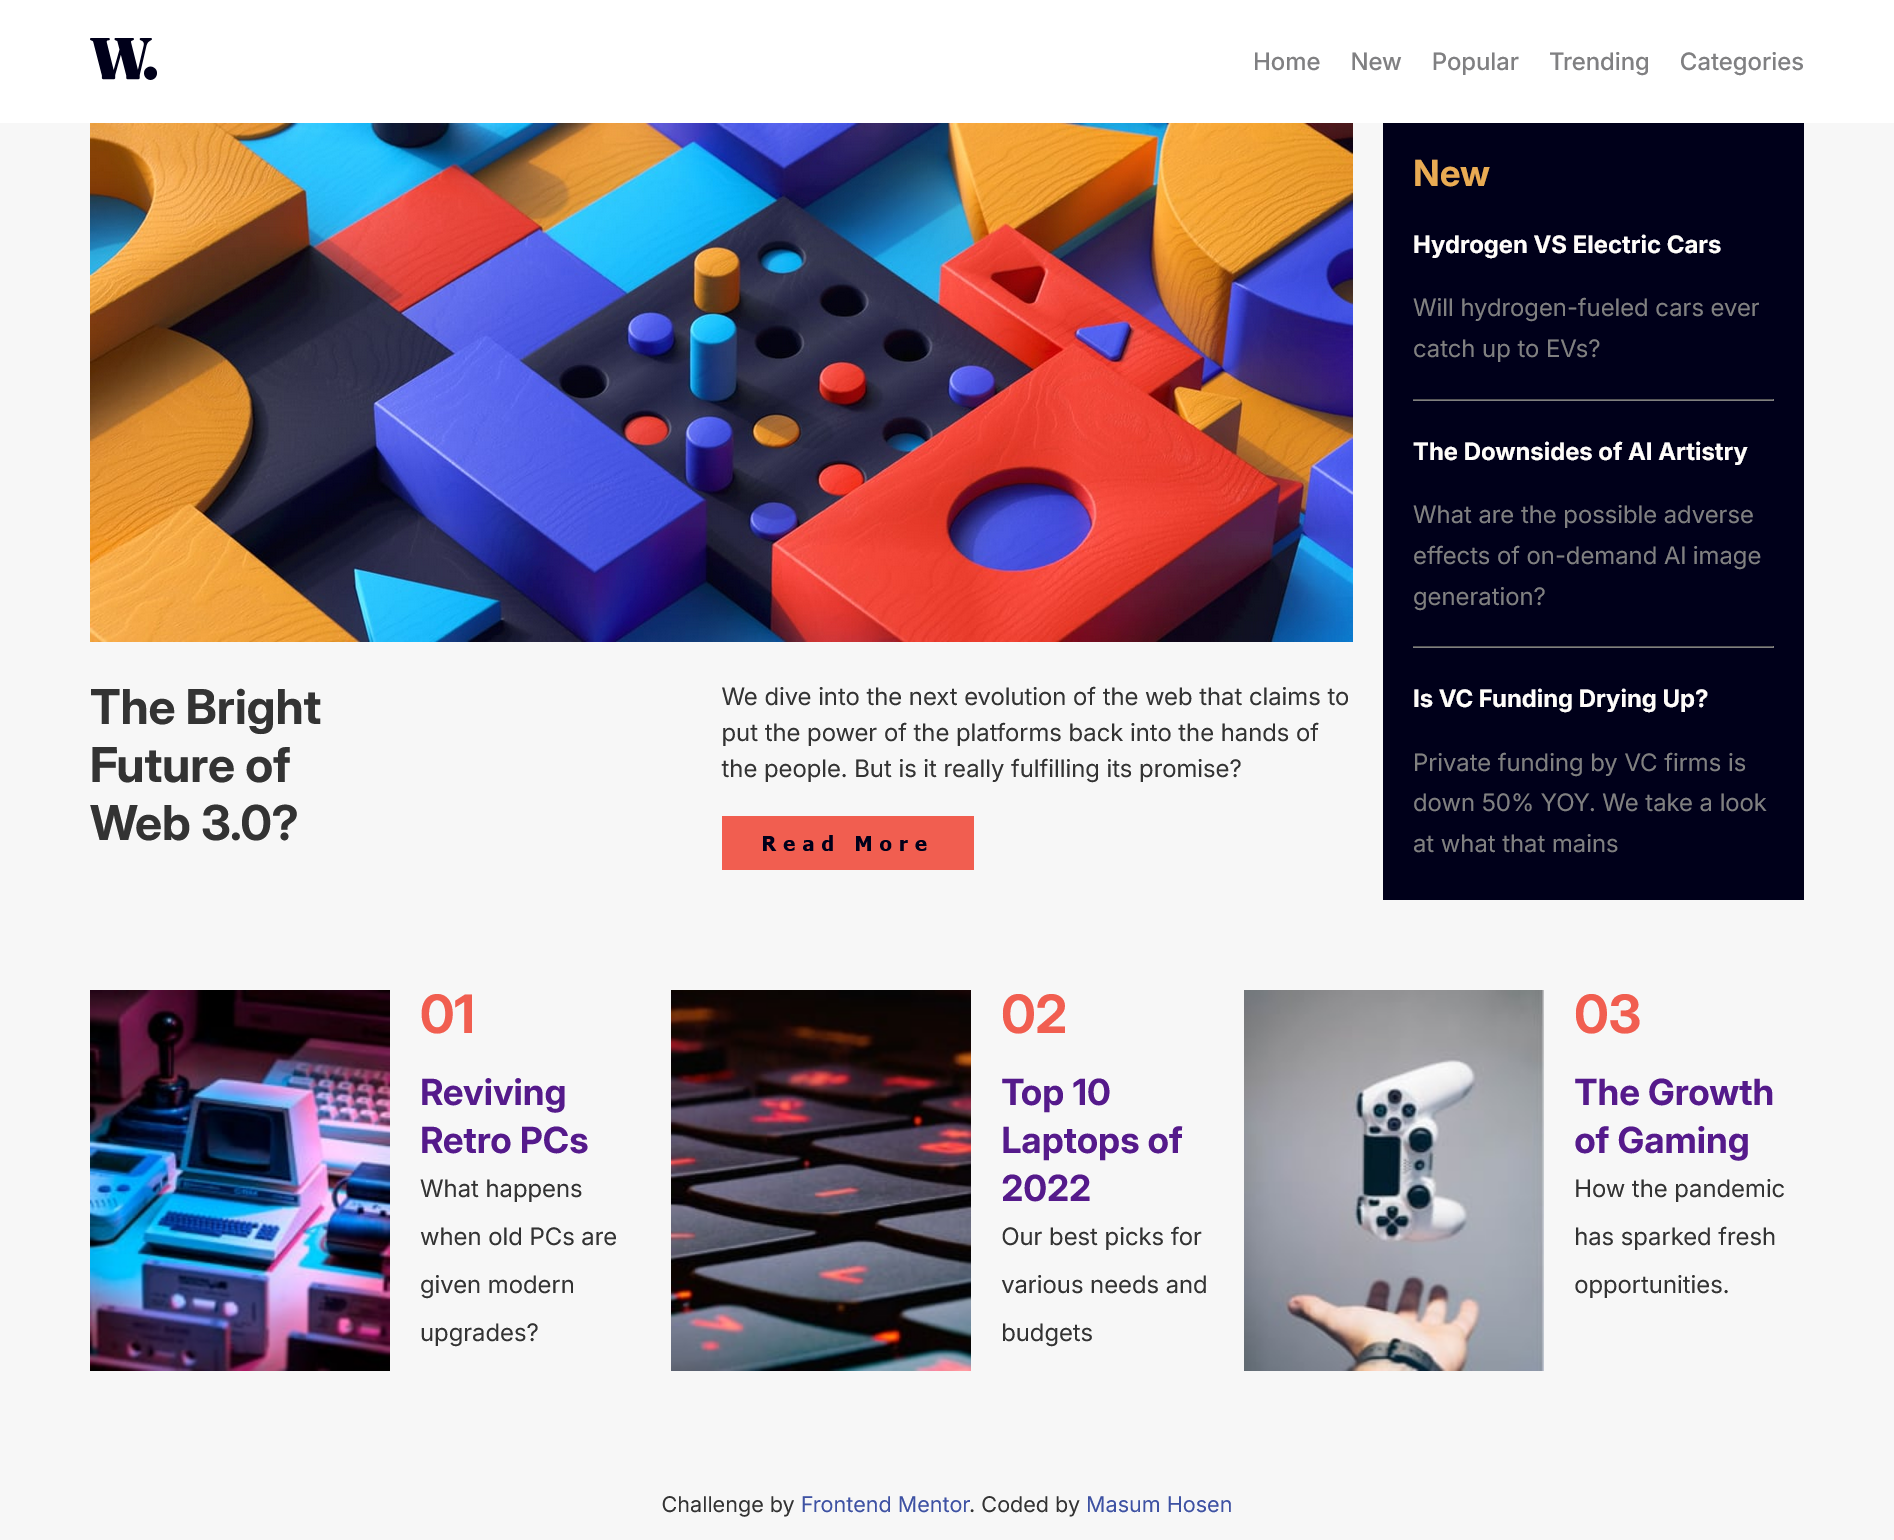 W.
Home New Popular Trending Categories
New
Hydrogen VS Electric Cars
Will hydrogen-fueled cars ever
catch up to EVs?
The Downsides of AI Artistry
What are the possible adverse
effects of on-demand AI image
generation?
Is VC Funding Drying Up?
Private funding by VC firms is
down 50% YOY. We take a look
at what that mains
The Bright
Future of
Web 3.0?
We dive into the next evolution of the web that claims to
put the power of the platforms back into the hands of
the people. But is it really fulfilling its promise?
Read More
01
Reviving
Retro PCs
What happens
when old PCs are
given modern
upgrades?
02
Top 10
Laptops of
2022
Our best picks for
various needs and
budgets
03
The Growth
of Gaming
How the pandemic
has sparked fresh
opportunities.
Challenge by Frontend Mentor. Coded by Masum Hosen